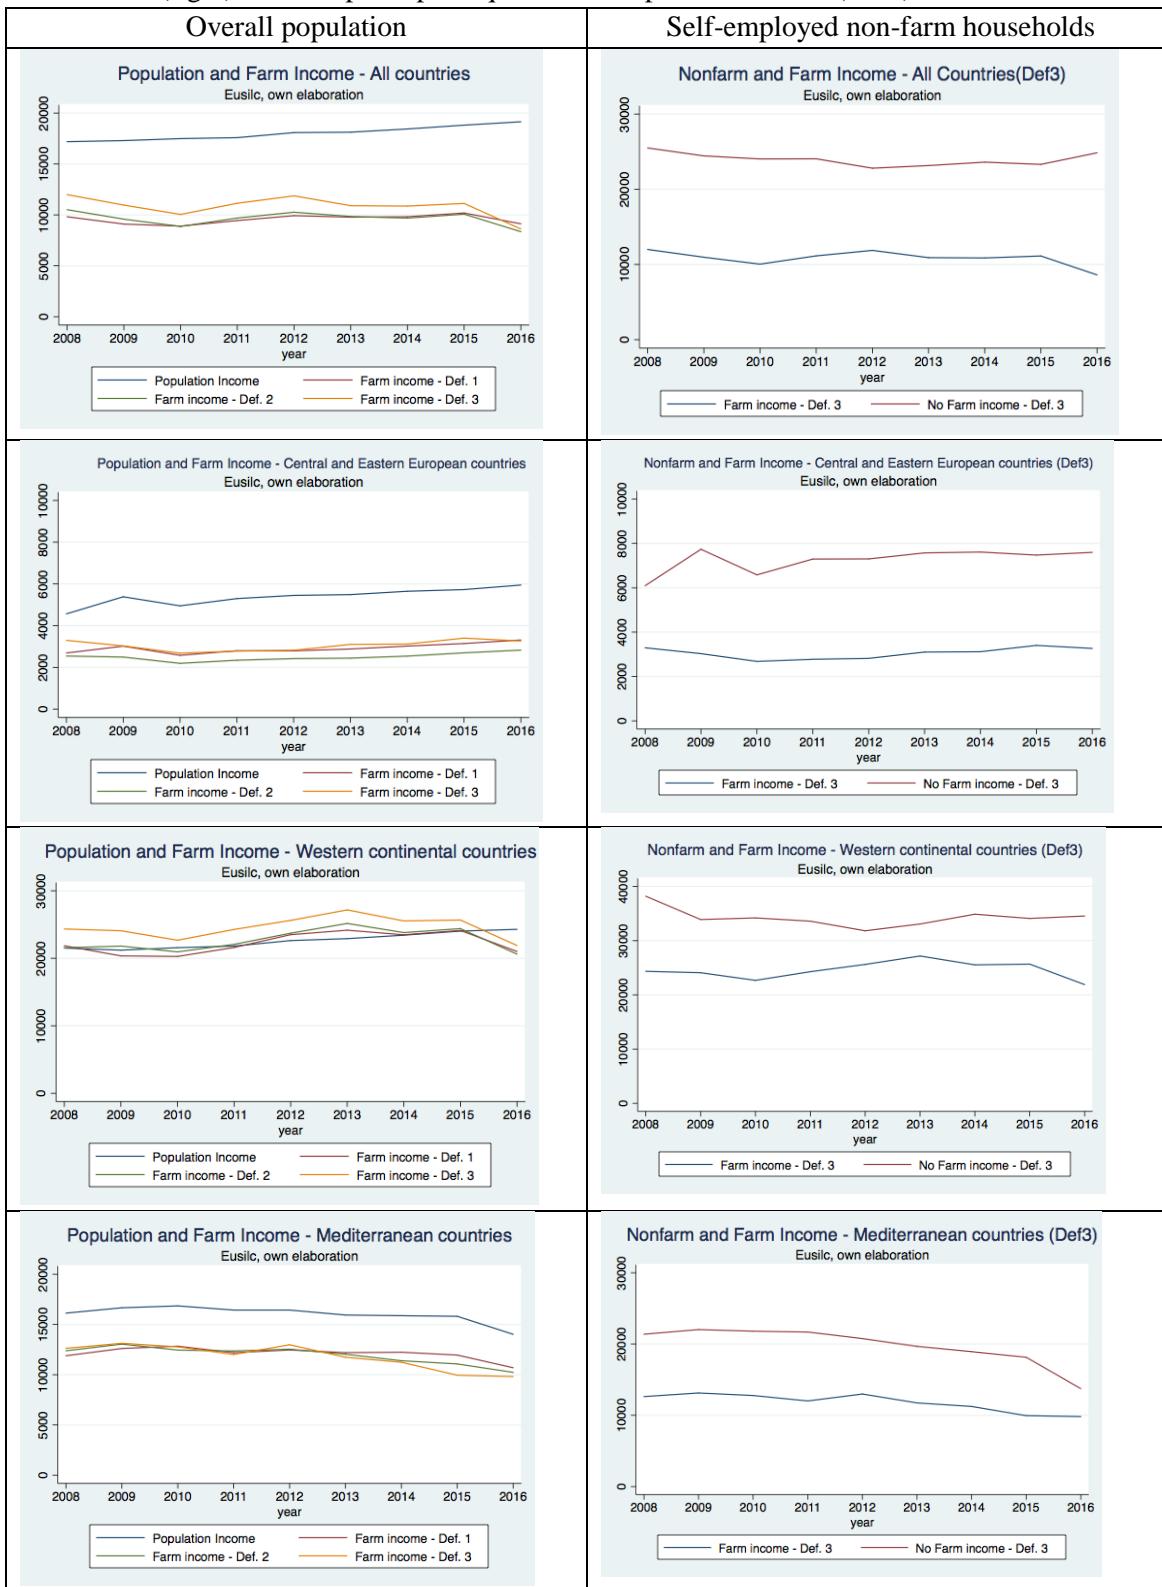 Overall population
Self-employed non-farm households
Population and Farm Income - All countries
Eusilc, own elaboration
20000
15000
10000
5000
0
2008 2009 2010 2011 2012 2013 2014 2015 2016
year
Population Income Farm income - Def. 1
Farm income - Def. 2 Farm income - Def. 3
Nonfarm and Farm Income - All Countries(Def3)
Eusilc, own elaboration
30000
20000
10000
0
2008 2009 2010 2011 2012 2013 2014 2015 2016
year
Farm income - Def. 3 No Farm income - Def. 3
Population and Farm Income - Central and Eastern European countries
Eusilc, own elaboration
10000
8000
6000
4000
2000
0
2008 2009 2010 2011 2012 2013 2014 2015 2016
year
Population Income Farm income - Def. 1
Farm income - Def. 2 Farm income - Def. 3
Nonfarm and Farm Income - Central and Eastern European countries (Def3)
Eusilc, own elaboration
10000
8000
6000
4000
2000
0
2008 2009 2010 2011 2012 2013 2014 2015 2016
year
Farm income - Def. 3 No Farm income - Def. 3
Population and Farm Income - Western continental countries
Eusilc, own elaboration
30000
20000
10000
0
2008 2009 2010 2011 2012 2013 2014 2015 2016
year
Population Income Farm income - Def. 1
Farm income - Def. 2 Farm income - Def. 3
Nonfarm and Farm Income - Western continental countries (Def3)
Eusilc, own elaboration
40000
30000
20000
10000
0
2008 2009 2010 2011 2012 2013 2014 2015 2016
year
Farm income - Def. 3 No Farm income - Def. 3
Population and Farm Income - Mediterranean countries
Eusilc, own elaboration
20000
15000
10000
5000
0
2008 2009 2010 2011 2012 2013 2014 2015 2016
year
Population Income Farm income - Def. 1
Farm income - Def. 2 Farm income - Def. 3
Nonfarm and Farm Income - Mediterranean countries (Def3)
Eusilc, own elaboration
30000
20000
10000
0
2008 2009 2010 2011 2012 2013 2014 2015 2016
year
Farm income - Def. 3 No Farm income - Def. 3